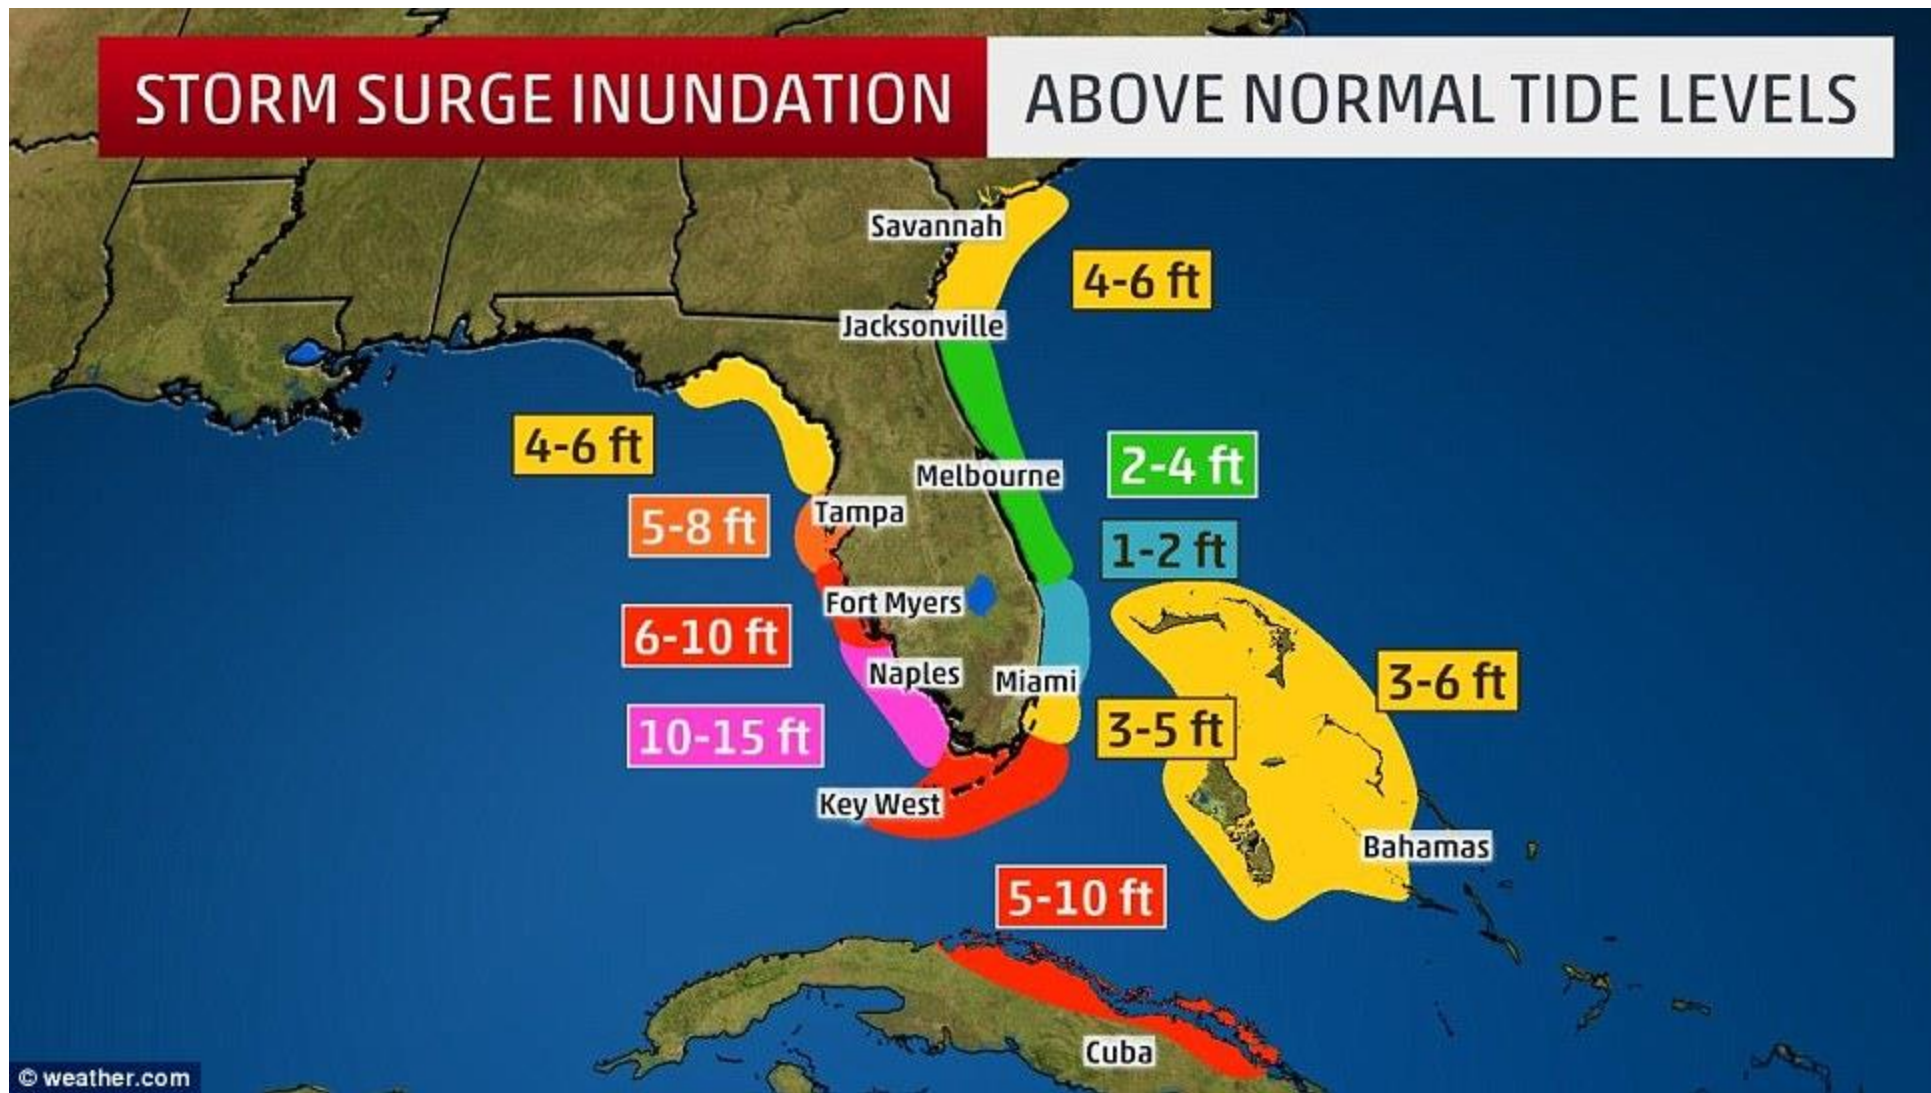 STORM SURGE INUNDATION
ABOVE NORMAL TIDE LEVELS
Savannah
4-6 ft
Jacksonville
4-6 ft
Melbourne
2-4 ft
5-8 ft
Tampa
1-2 ft
Fort Myers
6-10 ft
Naples
Miami
3-6 ft
10-15 ft
3-5 ft
Key West
Bahamas
5-10 ft
Cuba
© weather.com